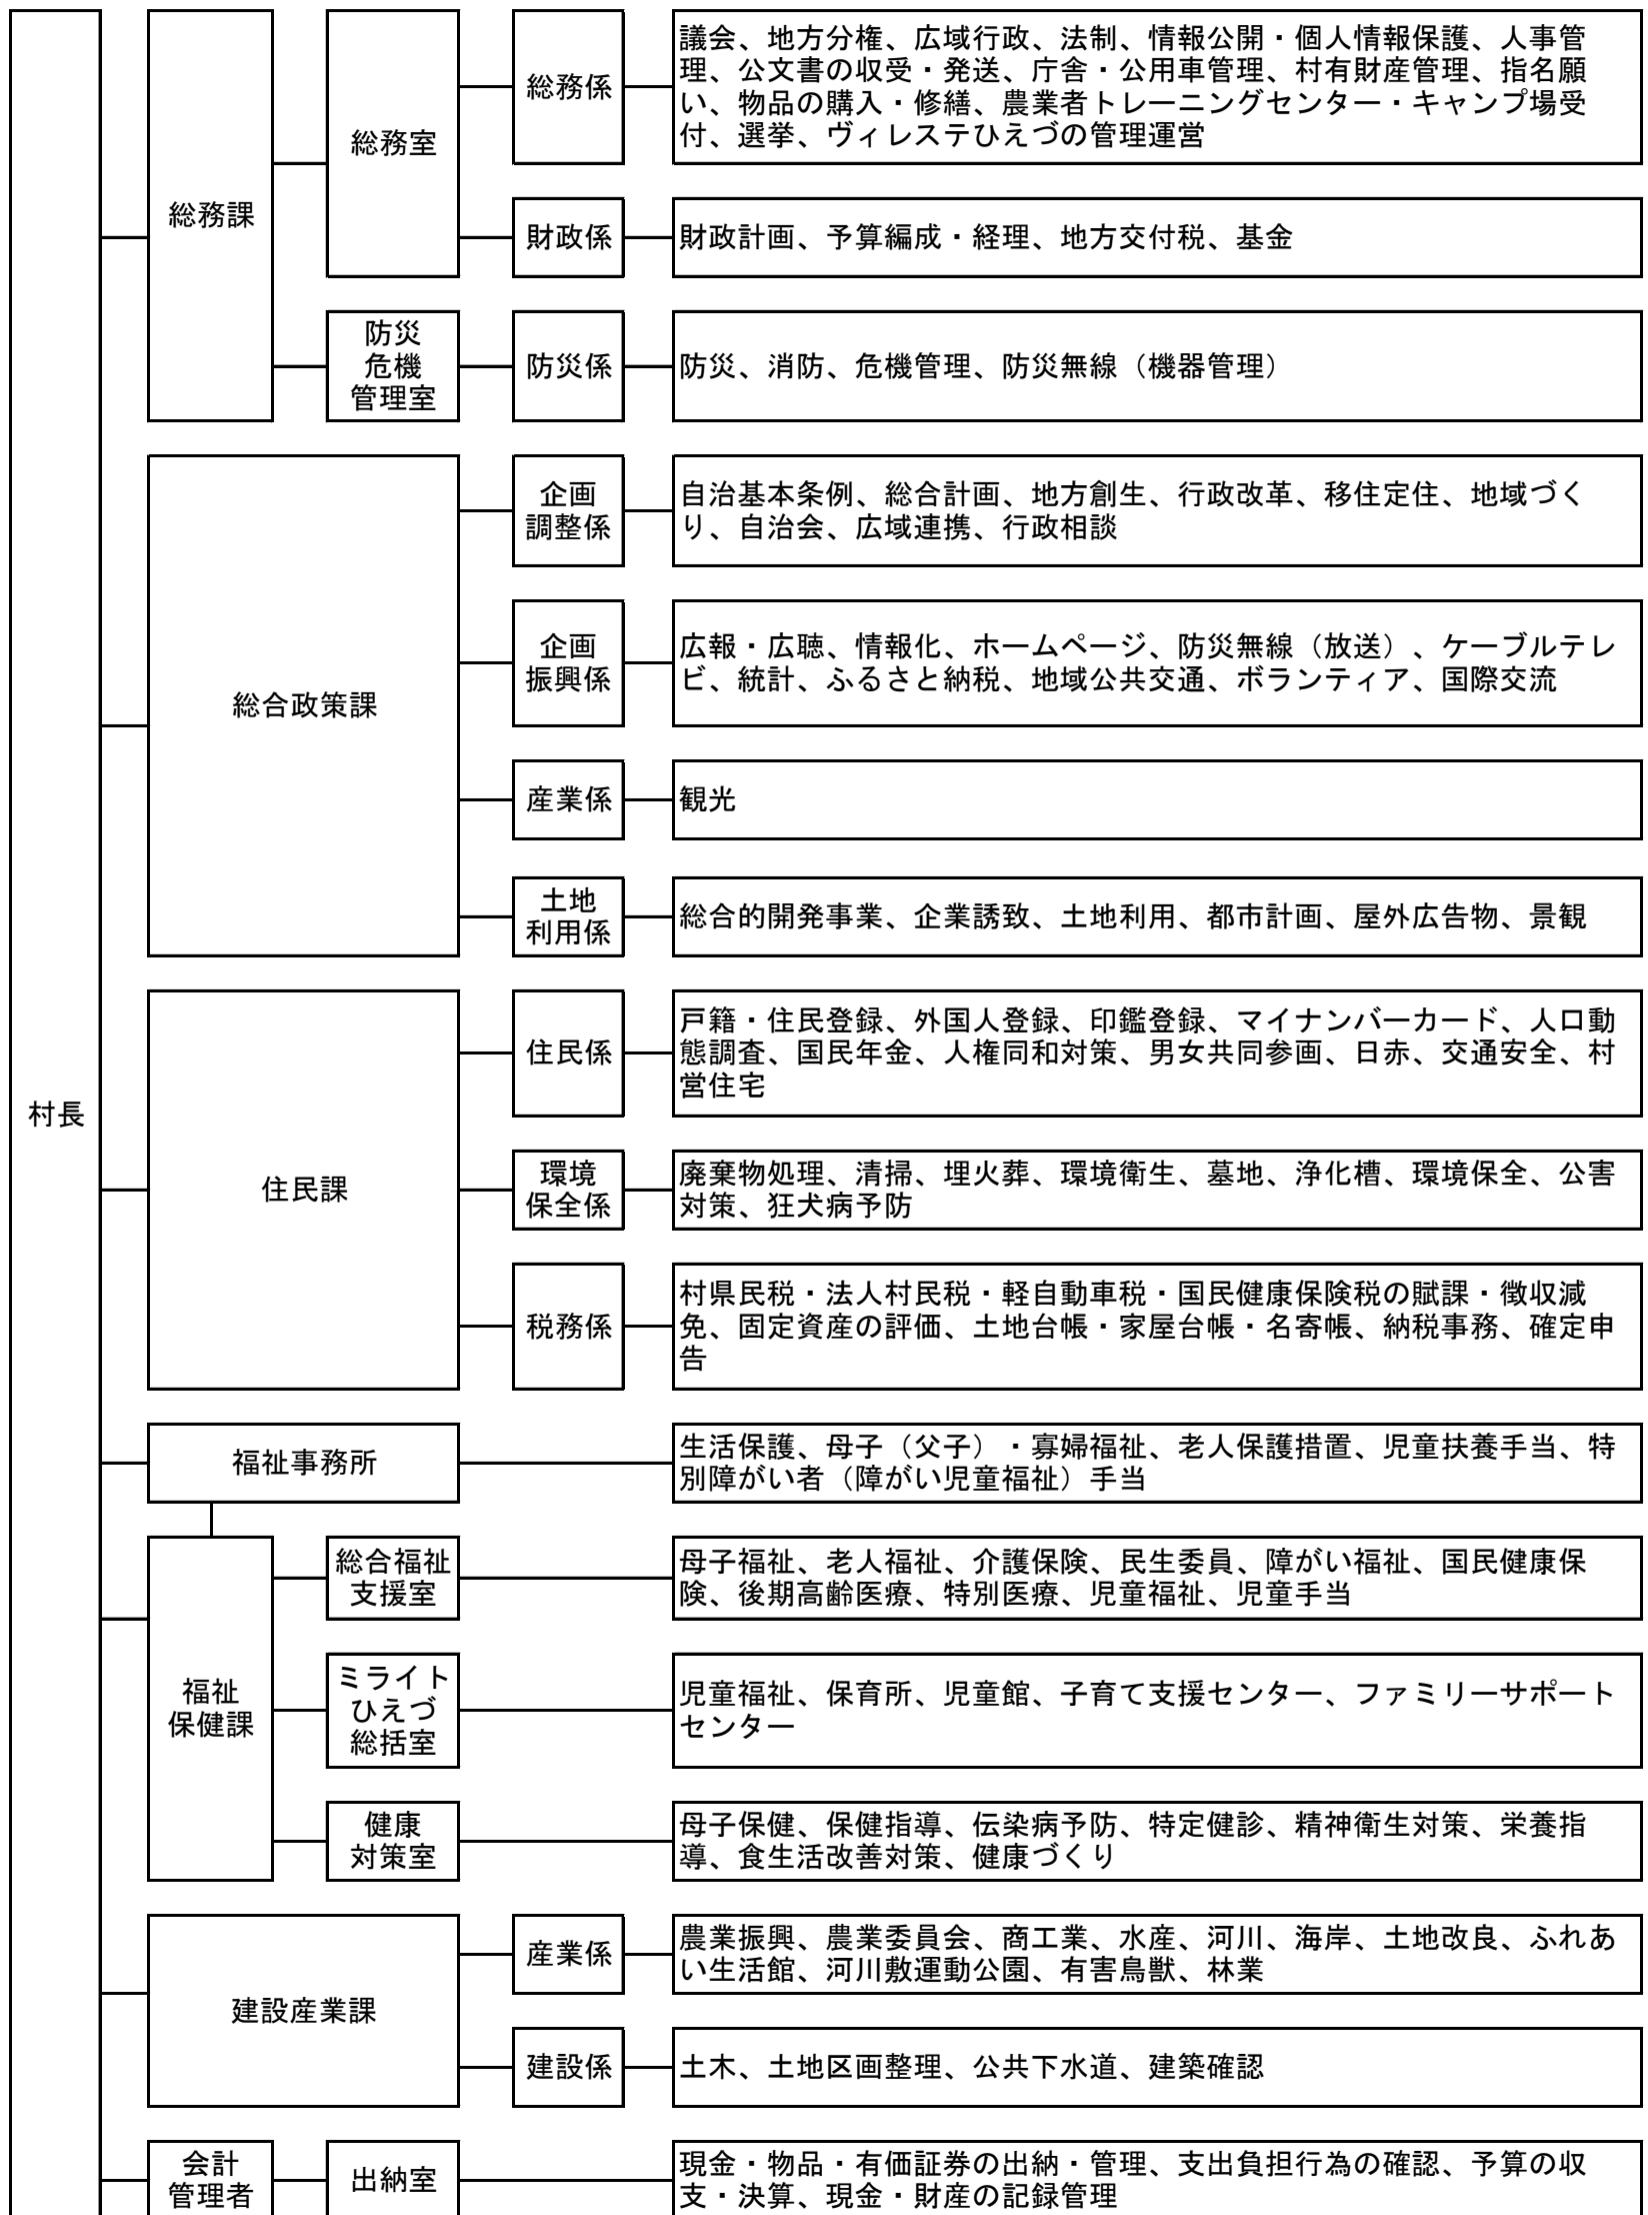 村長
総務課
総務室
総務係
議会、地方分権、広域行政、法制、情報公開・個人情報保護、人事管
理、公文書の収受・発送、庁舎・公用車管理、村有財産管理、指名願
い、物品の購入・修繕、農業者トレーニングセンター・キャンプ場受
付、選挙、ヴィレステひえづの管理運営
財政係
財政計画、予算編成・経理、地方交付税、基金
防災
危機
管理室
防災係
防災、消防、危機管理、防災無線（機器管理）
総合政策課
企画
調整係
自治基本条例、総合計画、地方創生、行政改革、移住定住、地域づく
り、自治会、広域連携、行政相談
企画
振興係
広報・広聴、情報化、ホームページ、防災無線（放送）、ケーブルテレ
ビ、統計、ふるさと納税、地域公共交通、ボランティア、国際交流
産業係
観光
土地
利用係
総合的開発事業、企業誘致、土地利用、都市計画、屋外広告物、景観
住民課
住民係
戸籍・住民登録、外国人登録、印鑑登録、マイナンバーカード、人口動
態調査、国民年金、人権同和対策、男女共同参画、日赤、交通安全、村
営住宅
環境
保全係
廃棄物処理、清掃、埋火葬、環境衛生、墓地、浄化槽、環境保全、公害
対策、狂犬病予防
税務係
村県民税・法人村民税・軽自動車税・国民健康保険税の賦課・徴収減
免、固定資産の評価、土地台帳・家屋台帳・名寄帳、納税事務、確定申
告
福祉事務所
生活保護、母子（父子）・寡婦福祉、老人保護措置、児童扶養手当、特
別障がい者（障がい児童福祉）手当
福祉
保健課
総合福祉
支援室
母子福祉、老人福祉、介護保険、民生委員、障がい福祉、国民健康保
険、後期高齢医療、特別医療、児童福祉、児童手当
ミライト
ひえづ
総括室
児童福祉、保育所、児童館、子育て支援センター、ファミリーサポート
センター
健康
対策室
母子保健、保健指導、伝染病予防、特定健診、精神衛生対策、栄養指
導、食生活改善対策、健康づくり
建設産業課
産業係
農業振興、農業委員会、商工業、水産、河川、海岸、土地改良、ふれあ
い生活館、河川敷運動公園、有害鳥獣、林業
建設係
土木、土地区画整理、公共下水道、建築確認
会計
管理者
出納室
現金・物品・有価証券の出納・管理、支出負担行為の確認、予算の収
支・決算、現金・財産の記録管理